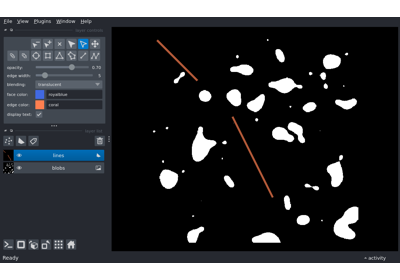 File View Plugins Window Help
opacity: 0.70
edge width: 5
blending: translucent
face color: royalblue
edge color: coral
display text: ✓
lines
blobs
Ready
• activity